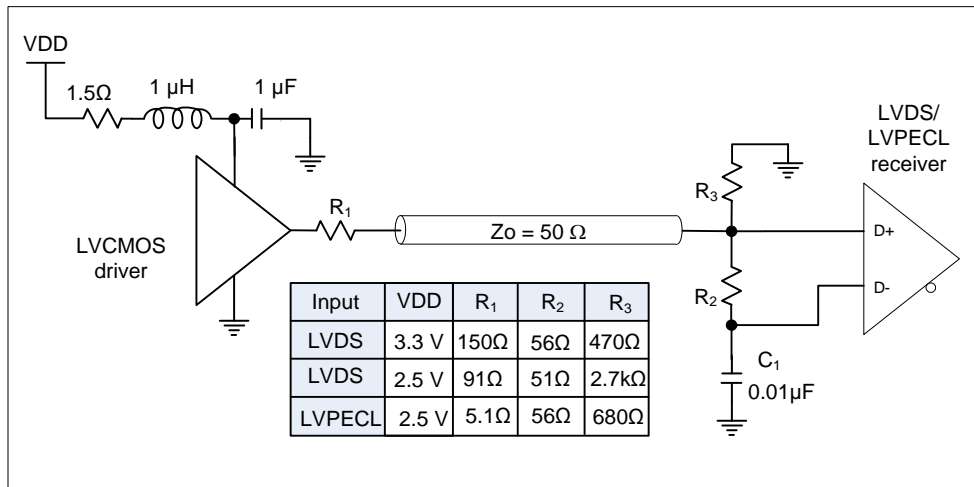 VDD
1.5Ω
1 µH
1 µF
LVDS/
LVPECL
receiver
R3
R1
Zo = 50 Ω
D+
LVCMOS
driver
R2
D-
Input VDD R1 R2 R3
LVDS 3.3 V 150Ω 56Ω 470Ω
LVDS 2.5 V 91Ω 51Ω 2.7kΩ
LVPECL 2.5 V 5.1Ω 56Ω 680Ω
C1
0.01µF